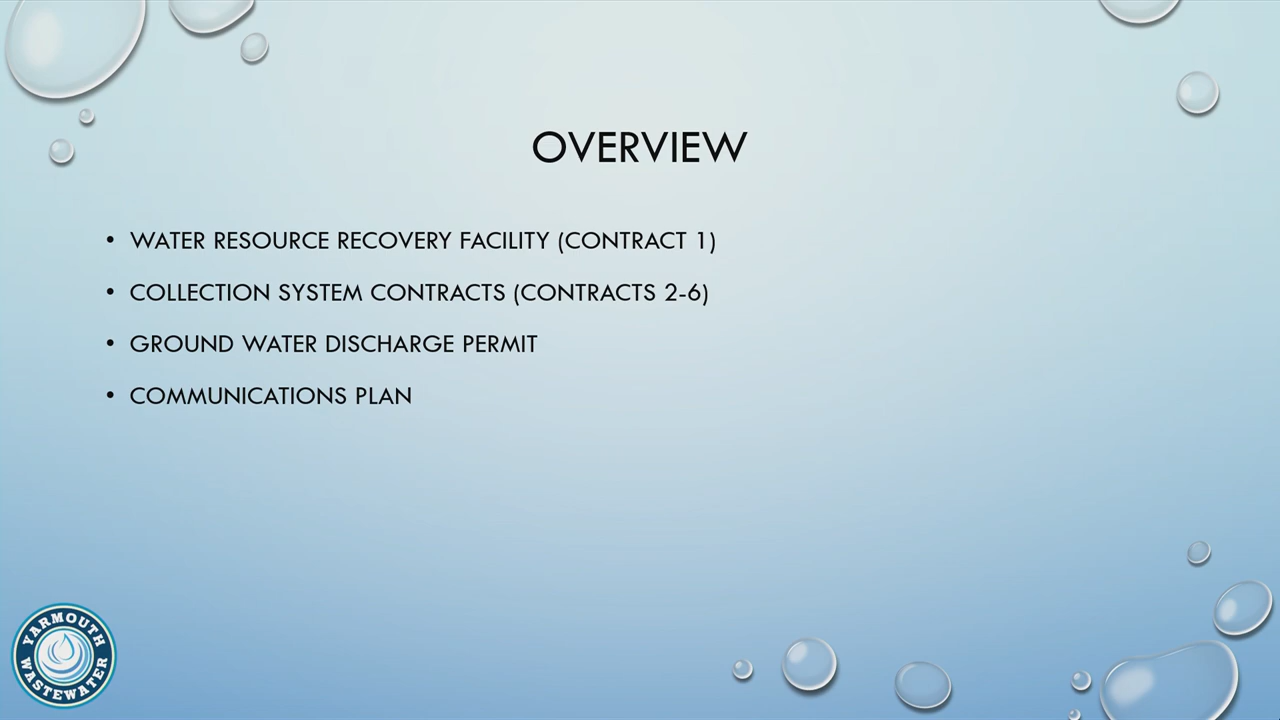 OVERVIEW
• WATER RESOURCE RECOVERY FACILITY (CONTRACT 1)
• COLLECTION SYSTEM CONTRACTS (CONTRACTS 2-6)
• GROUND WATER DISCHARGE PERMIT
• COMMUNICATIONS PLAN
YARMOUTH
WASTEWATER